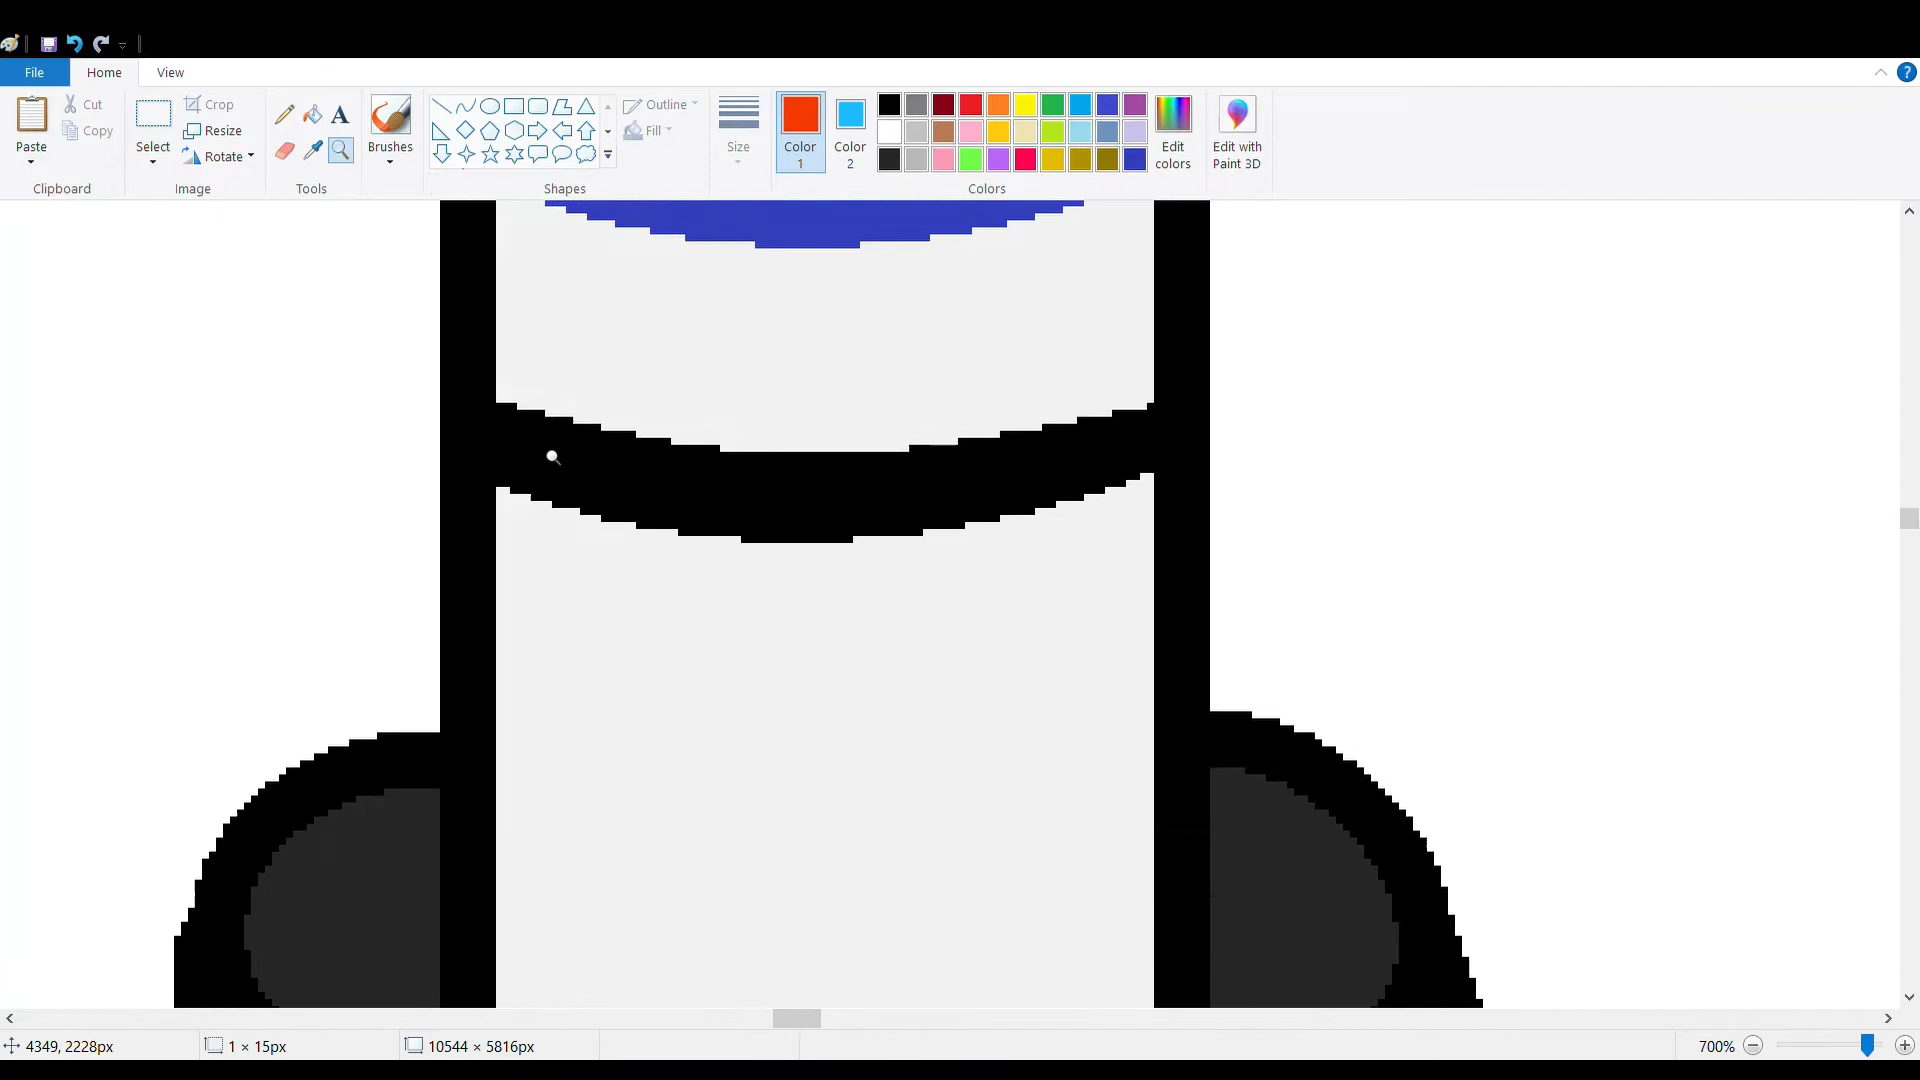 File Home View ?
Paste Cut Copy Clipboard
Select Crop Resize Rotate Image
A Tools
Brushes
Outline Fill Shapes
Size
Color 1 Color 2 Edit colors Colors
Edit with Paint 3D
4349, 2228px 1 × 15px 10544 × 5816px 700%